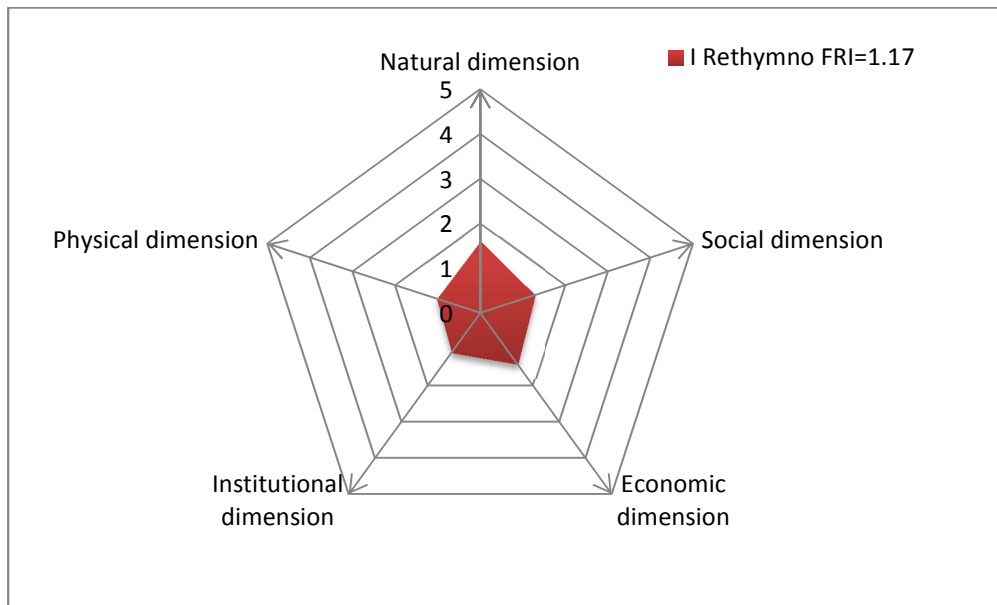 Natural dimension
I Rethymno FRI=1.17
5
4
3
2
1
0
Physical dimension
Social dimension
Institutional
dimension
Economic
dimension